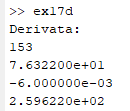 >> ex17d
Derivata:
153
7.632200e+01
-6.000000e-03
2.596220e+02